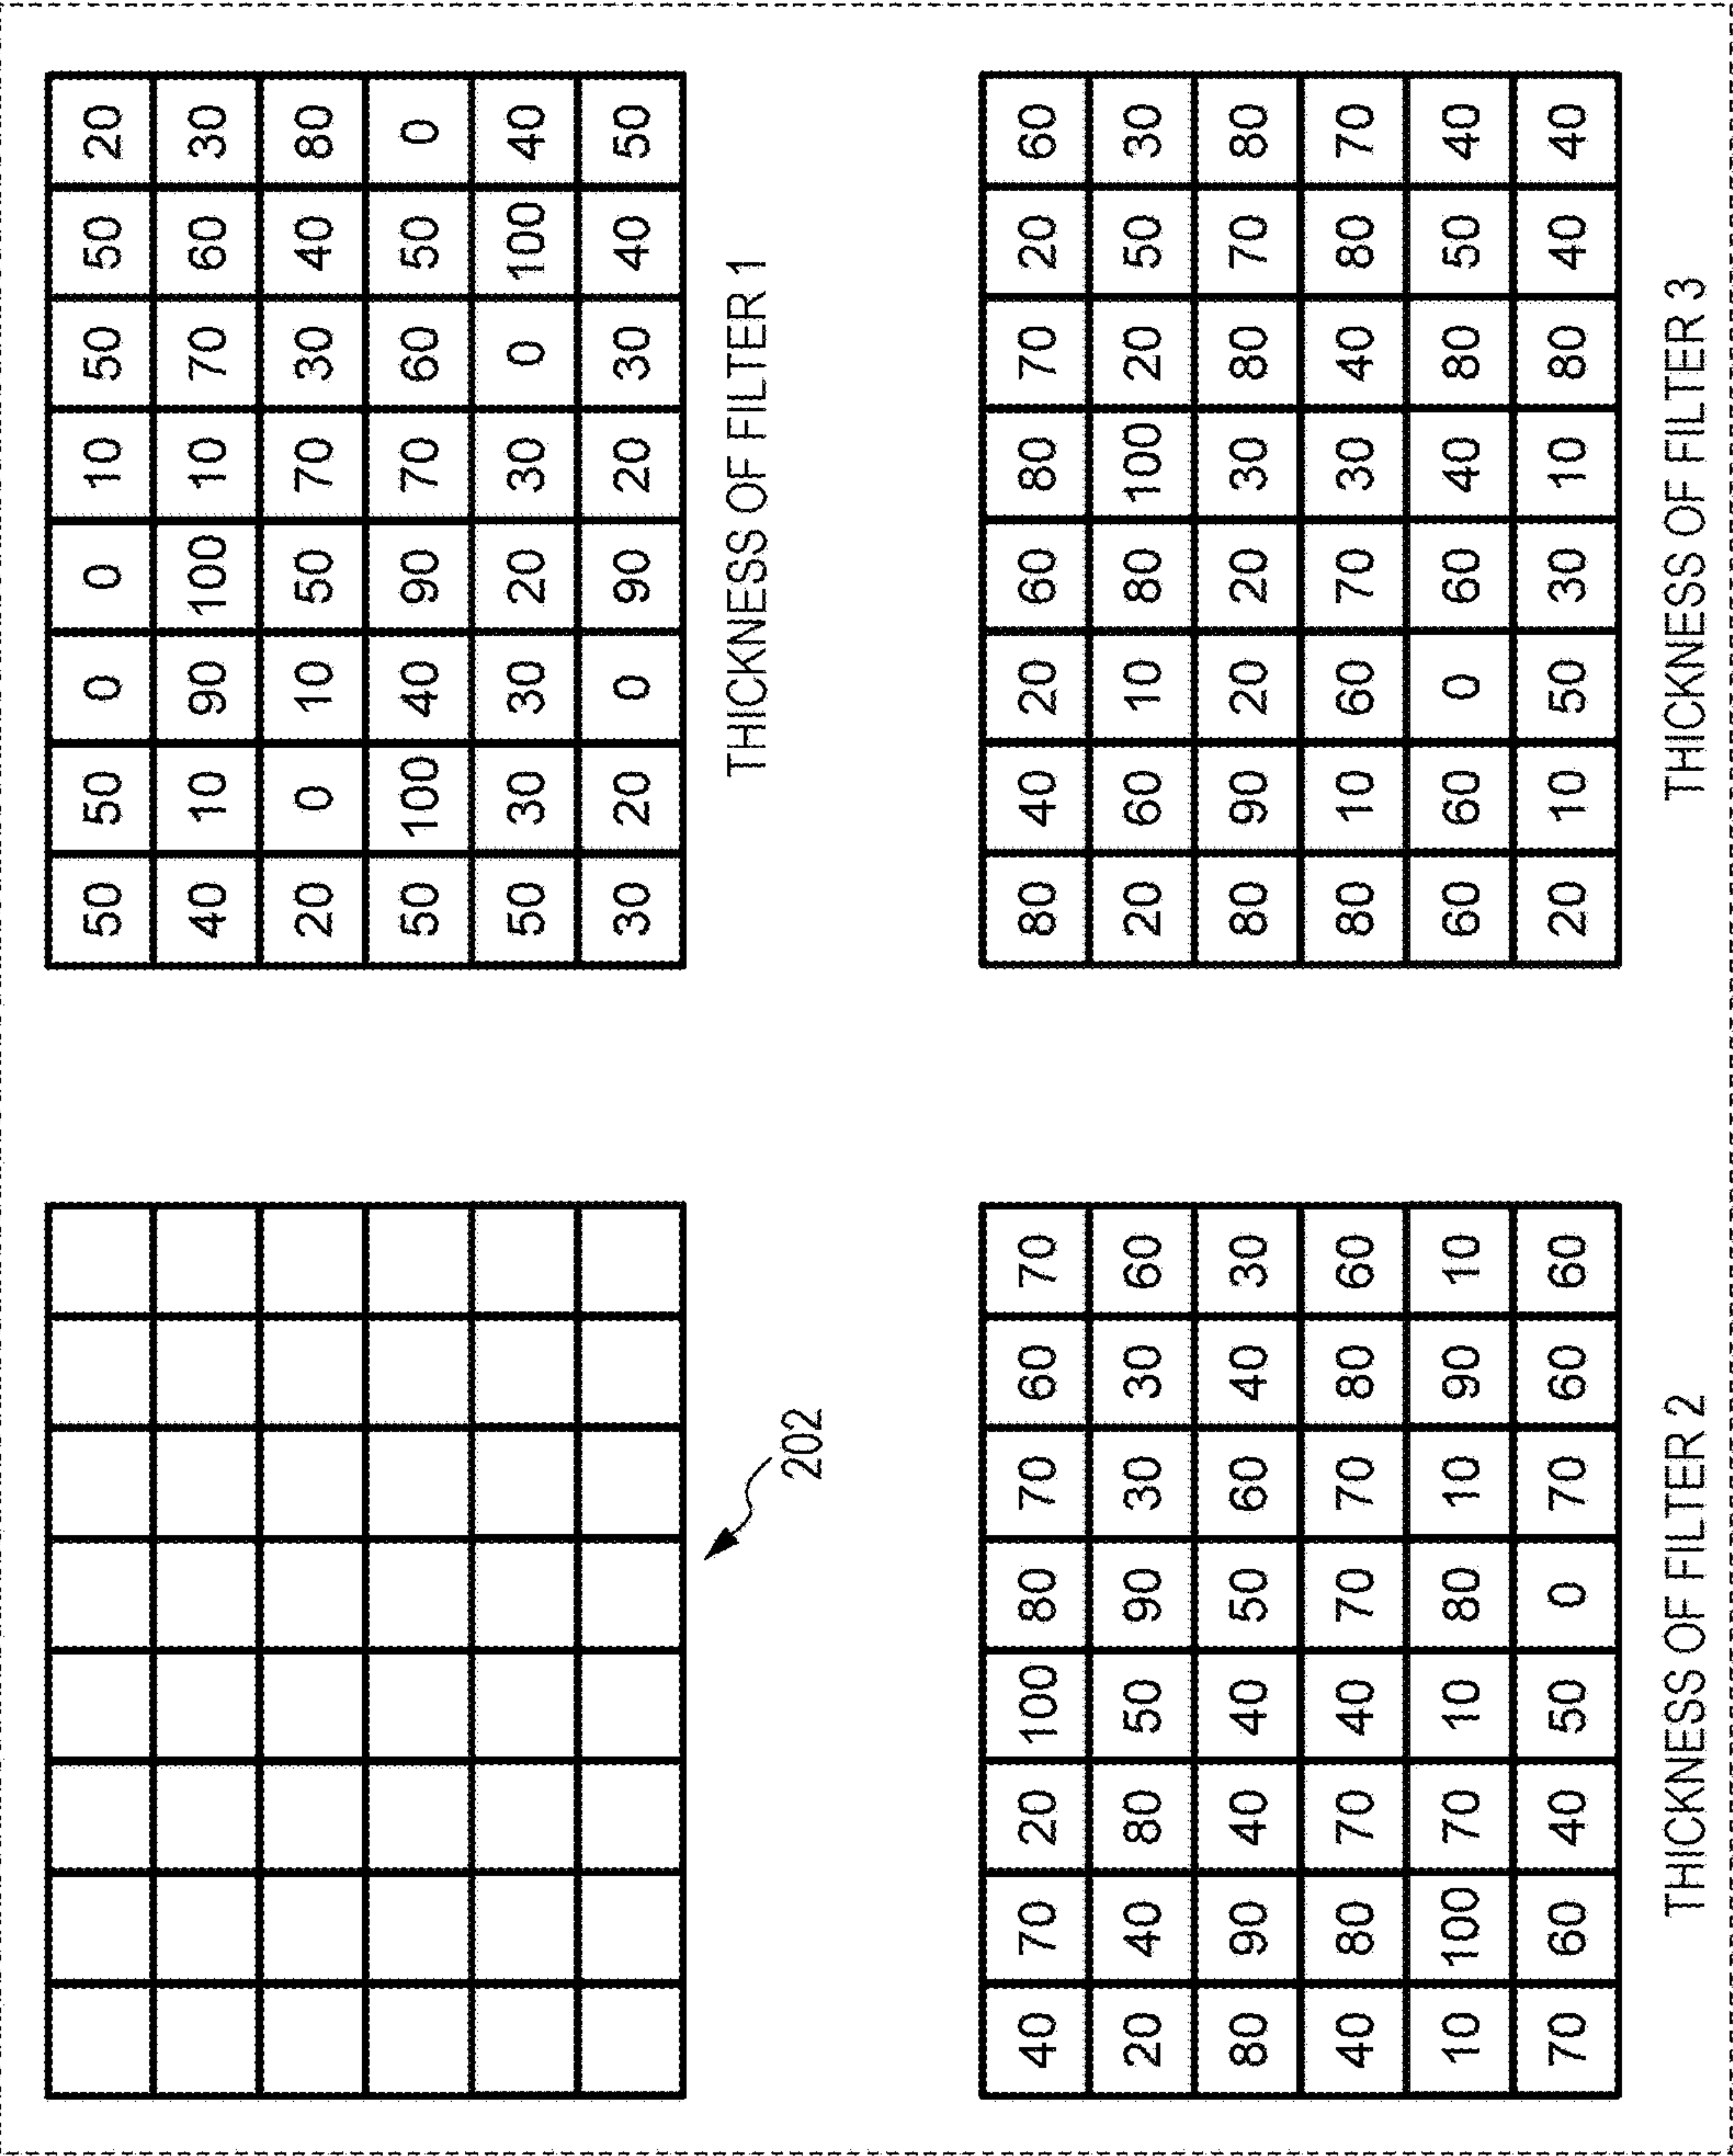 202
50 50 0 0 10 50 50 20
40 10 90 100 10 70 60 30
20 0 10 50 70 30 40 80
50 100 40 90 70 60 50 0
50 30 30 20 30 0 100 40
30 20 0 90 20 30 40 50
THICKNESS OF FILTER 1
40 70 20 100 80 70 60 70
20 40 80 50 90 30 30 60
80 90 40 40 50 60 40 30
40 80 70 40 70 70 80 60
10 100 70 10 80 10 90 10
70 60 40 50 0 70 60 60
THICKNESS OF FILTER 2
80 40 20 60 80 70 20 60
20 60 10 80 100 20 50 30
80 90 20 20 30 80 70 80
80 10 60 70 30 40 80 70
60 60 0 60 40 80 50 40
20 10 50 30 10 80 40 40
THICKNESS OF FILTER 3